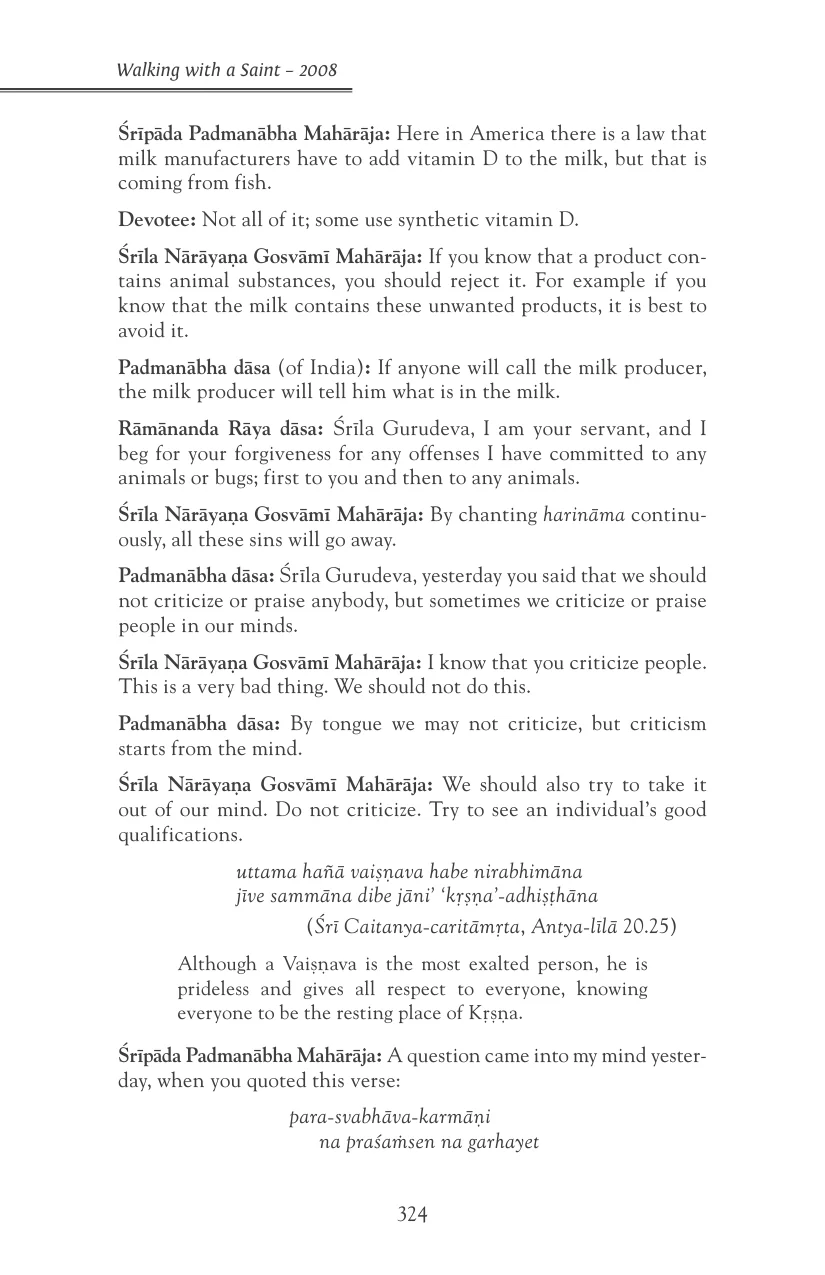 Walking with a Saint – 2008
Śrīpāda Padmanābha Mahārāja: Here in America there is a law that
milk manufacturers have to add vitamin D to the milk, but that is
coming from fish.
Devotee: Not all of it; some use synthetic vitamin D.
Śrīla Nārāyaṇa Gosvāmī Mahārāja: If you know that a product con-
tains animal substances, you should reject it. For example if you
know that the milk contains these unwanted products, it is best to
avoid it.
Padmanābha dāsa (of India): If anyone will call the milk producer,
the milk producer will tell him what is in the milk.
Rāmānanda Rāya dāsa: Śrīla Gurudeva, I am your servant, and I
beg for your forgiveness for any offenses I have committed to any
animals or bugs; first to you and then to any animals.
Śrīla Nārāyaṇa Gosvāmī Mahārāja: By chanting harināma continu-
ously, all these sins will go away.
Padmanābha dāsa: Śrīla Gurudeva, yesterday you said that we should
not criticize or praise anybody, but sometimes we criticize or praise
people in our minds.
Śrīla Nārāyaṇa Gosvāmī Mahārāja: I know that you criticize people.
This is a very bad thing. We should not do this.
Padmanābha dāsa: By tongue we may not criticize, but criticism
starts from the mind.
Śrīla Nārāyaṇa Gosvāmī Mahārāja: We should also try to take it
out of our mind. Do not criticize. Try to see an individual’s good
qualifications.
uttama hañā vaiṣṇava habe nirabhimāna
jīve sammāna dibe jāni’ ‘kṛṣṇa’-adhiṣṭhāna
(Śrī Caitanya-caritāmṛta, Antya-līlā 20.25)
Although a Vaiṣṇava is the most exalted person, he is
prideless and gives all respect to everyone, knowing
everyone to be the resting place of Kṛṣṇa.
Śrīpāda Padmanābha Mahārāja: A question came into my mind yester-
day, when you quoted this verse:
para-svabhāva-karmāṇi
na praśaṁsen na garhayet
324